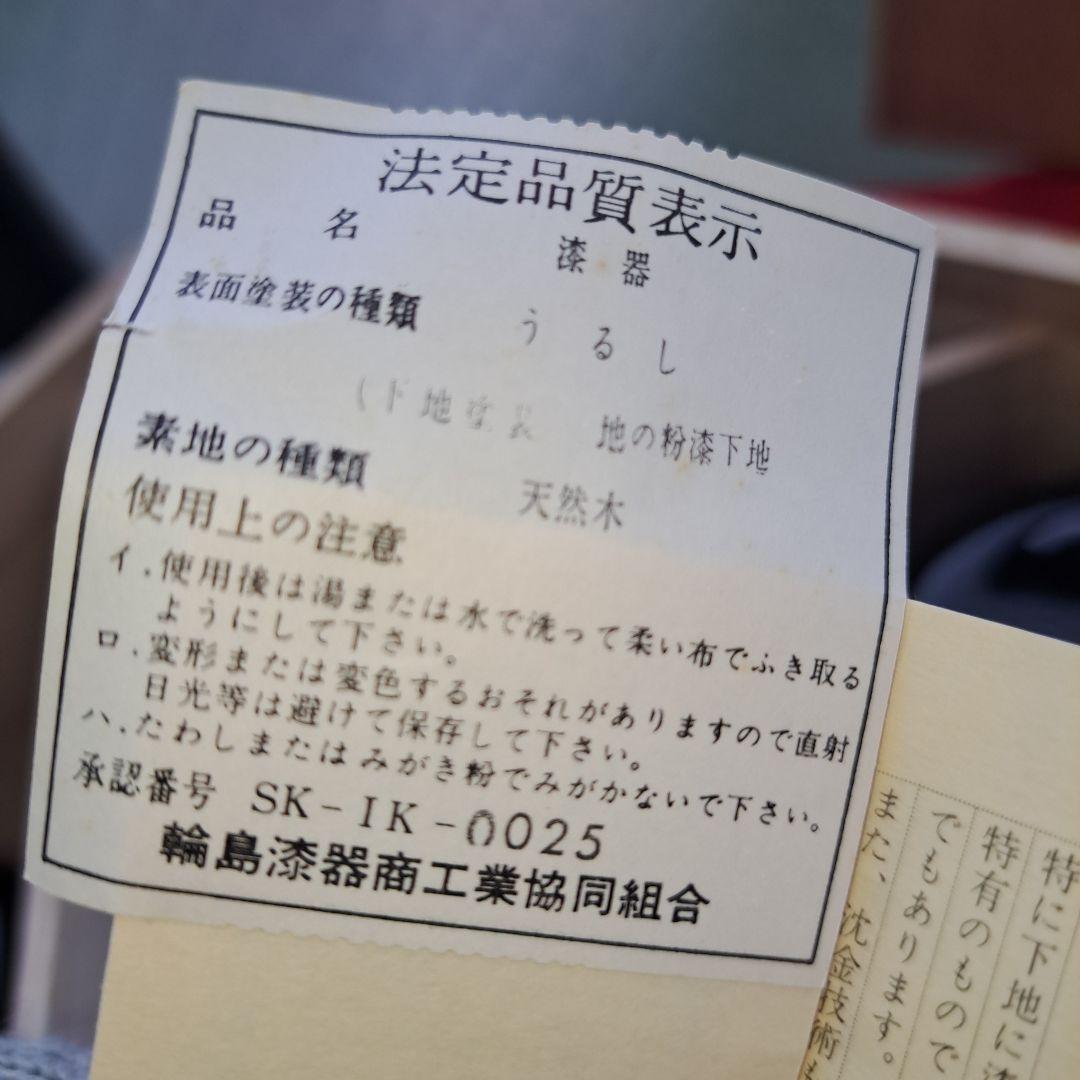 法定品質表示
品名 漆器
表面塗装の種類 うるし
(下地塗装 地の粉漆下地
素地の種類 天然木
使用上の注意
イ.使用後は湯または水で洗って柔い布でふき取る
ようにして下さい。
ロ.変形または変色するおそれがありますので直射
日光等は避けて保存して下さい。
ハ.たわしまたはみがき粉でみがかないで下さい。
承認番号 SK-IK-0025
輪島漆器商工業協同組合
特に下地に漆
特有のもので
でもあります。
また、沈金技術も